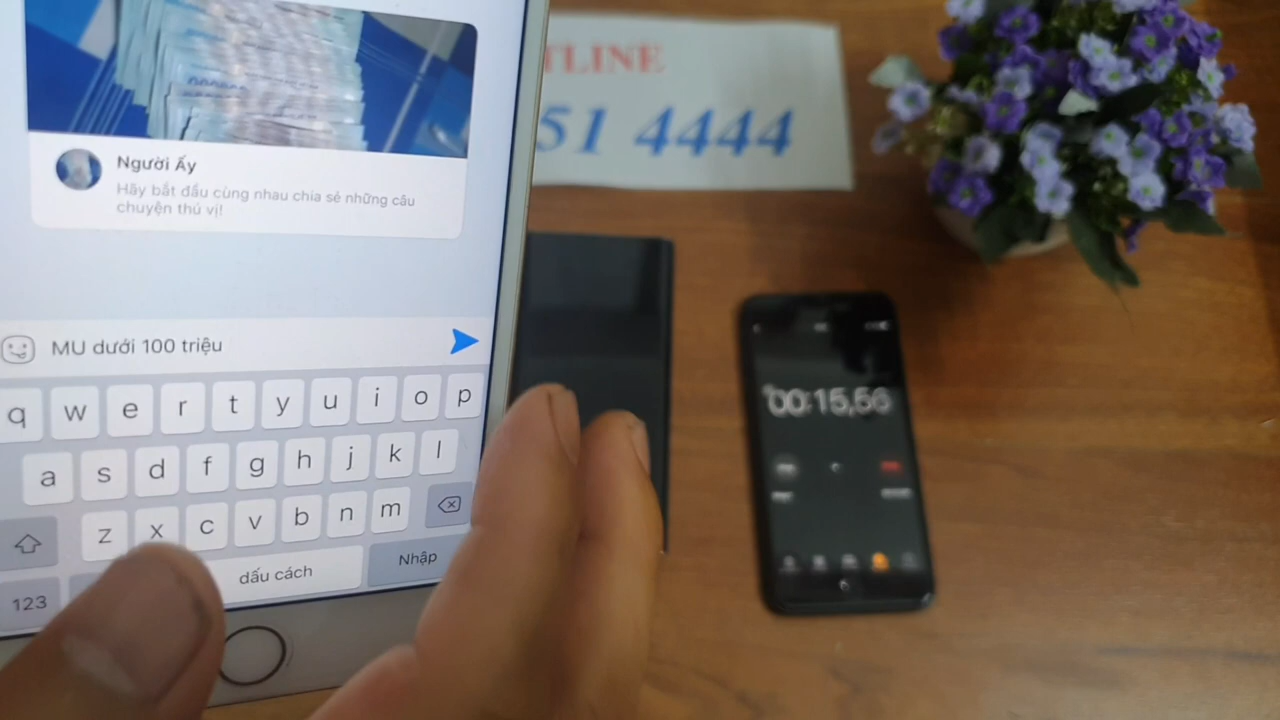 TLINE
51 4444
Người Ấy
Hãy bắt đầu cùng nhau chia sẻ những câu
chuyện thú vị!
MU dưới 100 triệu
q w e r t y u i o p
a s d f g h j k l
z x c v b n m
123 dấu cách Nhập
00:15,56